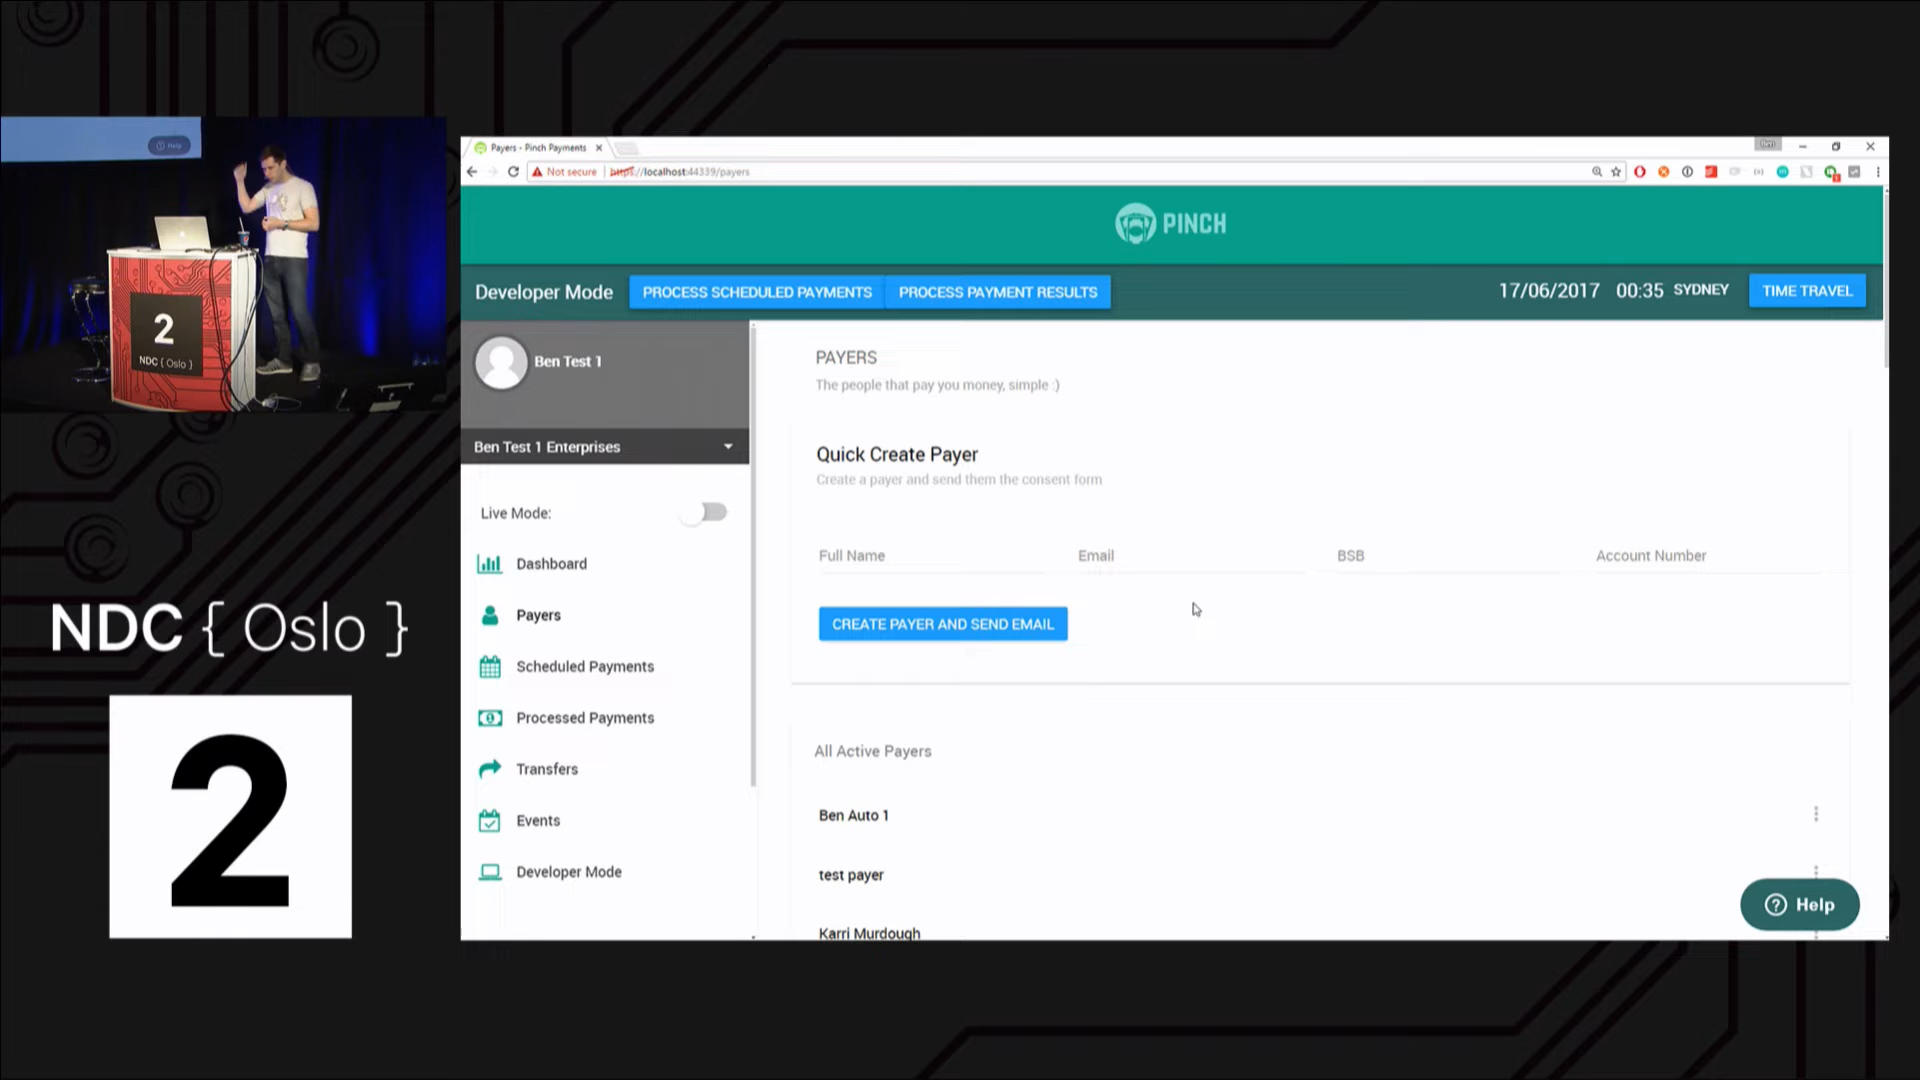 Help
2
NDC { Oslo }
NDC { Oslo }
2
Payers - Pinch Payments
Ben
Not secure https://localhost:44339/payers
PINCH
Developer Mode PROCESS SCHEDULED PAYMENTS PROCESS PAYMENT RESULTS 17/06/2017 00:35 SYDNEY TIME TRAVEL
Ben Test 1
Ben Test 1 Enterprises
Live Mode:
Dashboard
Payers
Scheduled Payments
Processed Payments
Transfers
Events
Developer Mode
PAYERS
The people that pay you money, simple :)
Quick Create Payer
Create a payer and send them the consent form
Full Name Email BSB Account Number
CREATE PAYER AND SEND EMAIL
All Active Payers
Ben Auto 1
test payer
Karri Murdough
Help